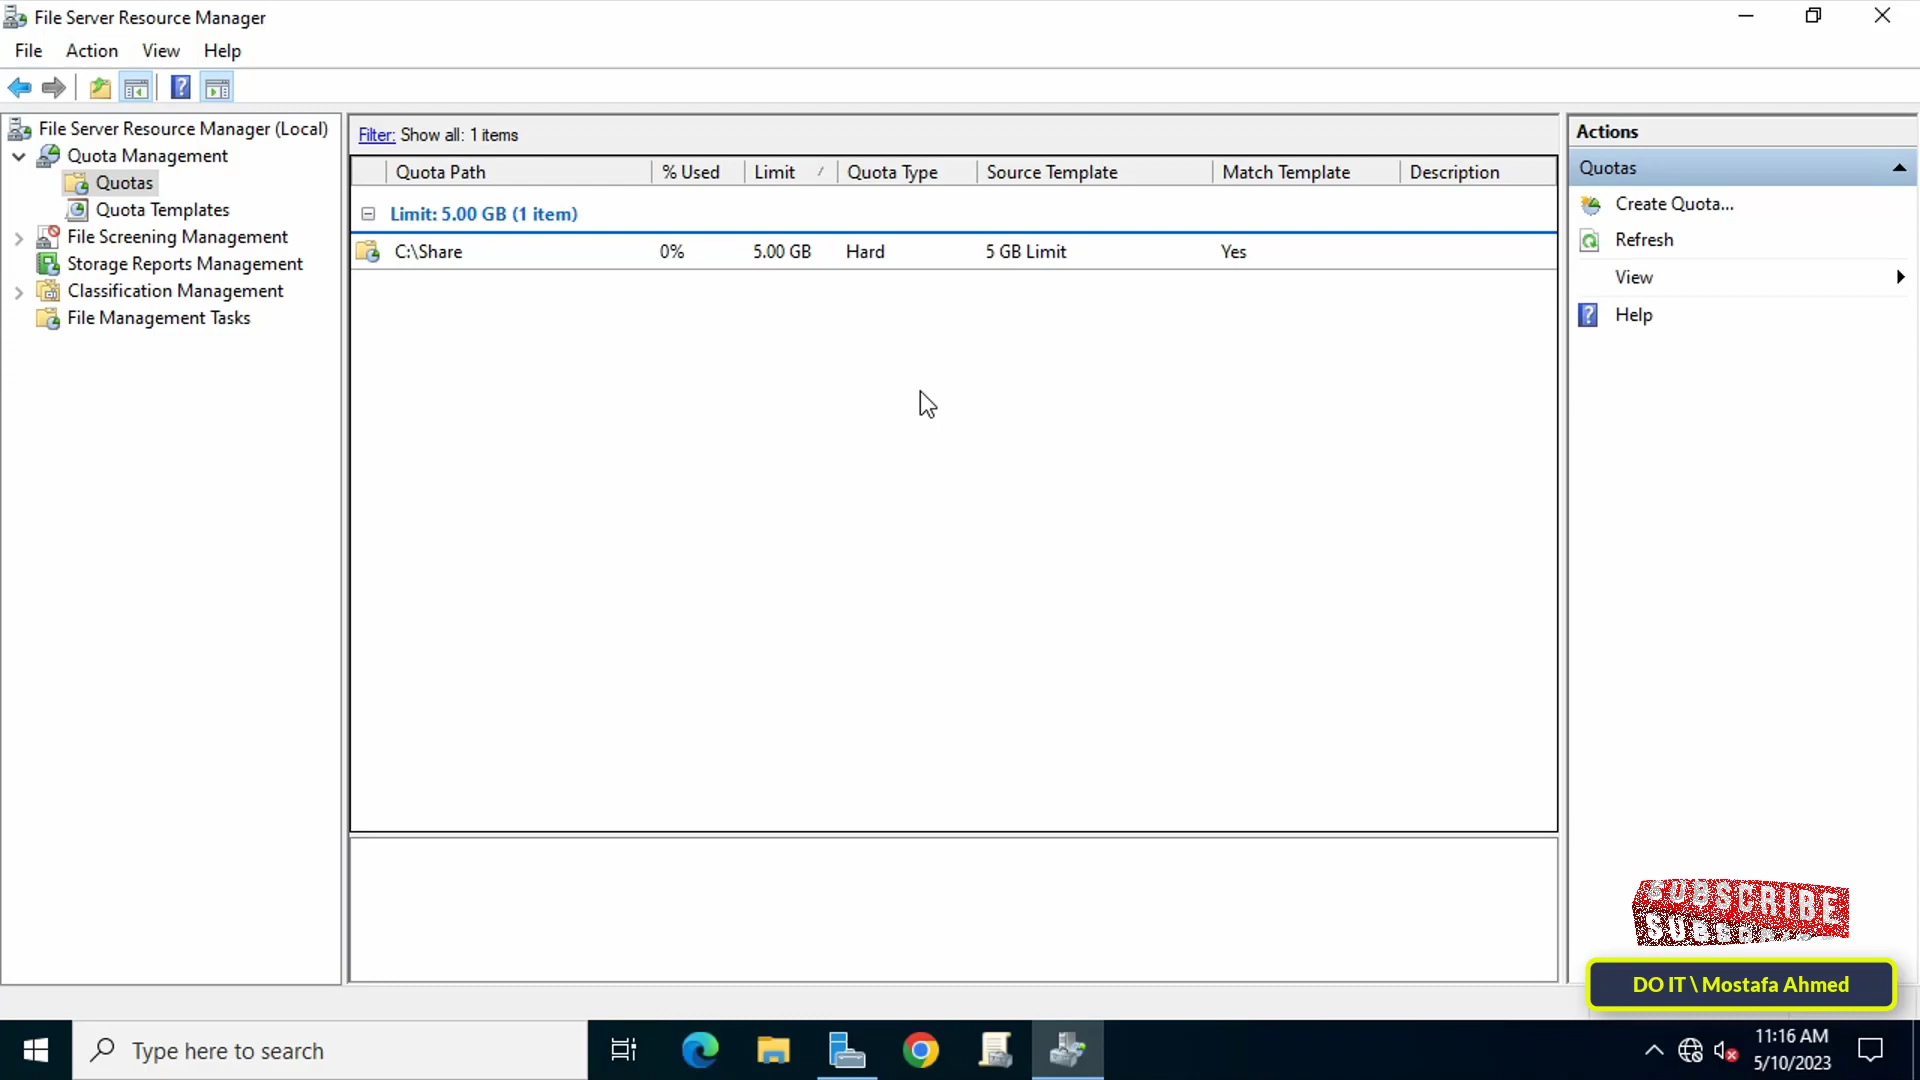 File Server Resource Manager
File Action View Help
File Server Resource Manager (Local)
Quota Management
Quotas
Quota Templates
File Screening Management
Storage Reports Management
Classification Management
File Management Tasks
Filter: Show all: 1 items
Quota Path % Used Limit Quota Type Source Template Match Template Description
Limit: 5.00 GB (1 item)
C:\Share 0% 5.00 GB Hard 5 GB Limit Yes
Actions
Quotas
Create Quota...
Refresh
View
Help
SUBSCRIBE
DO IT \ Mostafa Ahmed
Type here to search
11:16 AM
5/10/2023